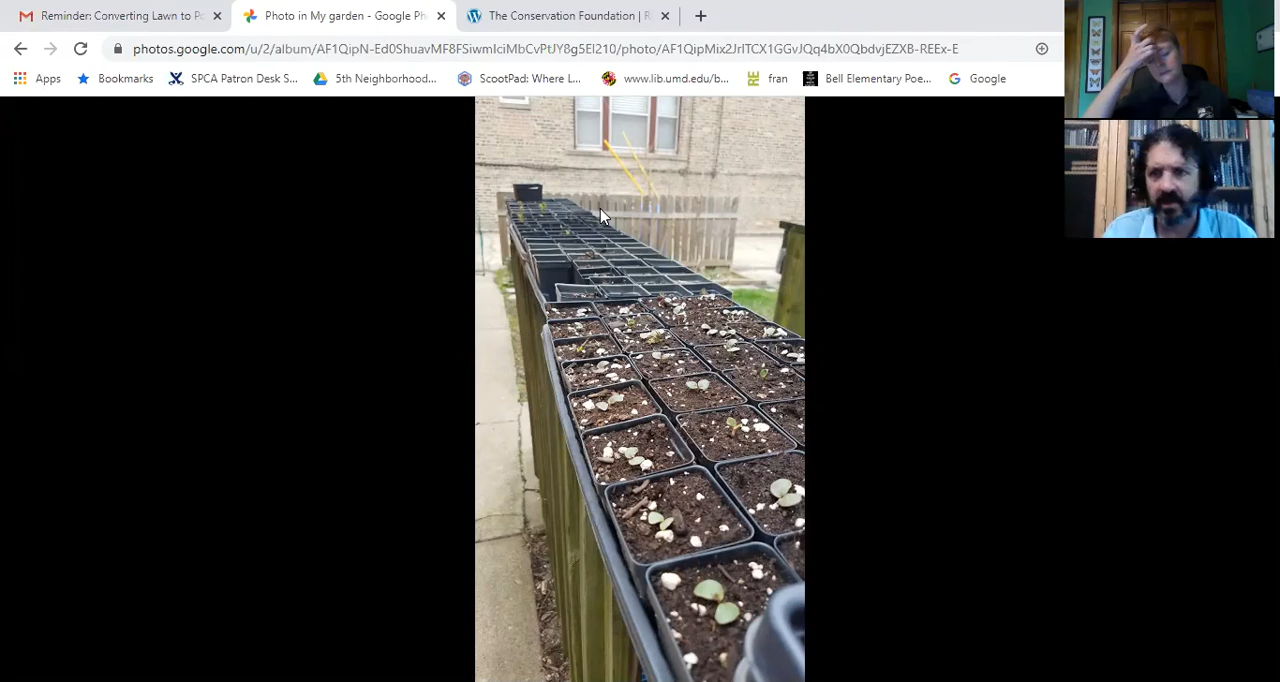 Reminder: Converting Lawn to Po
Photo in My garden - Google Ph
The Conservation Foundation | R
photos.google.com/u/2/album/AF1QipN-Ed0ShuavMF8FSiwmIciMbCvPtJY8g5El210/photo/AF1QipMix2JrITCX1GGvJQq4bX0QbdvjEZXB-REEx-E
Apps
Bookmarks
SPCA Patron Desk S...
5th Neighborhood...
ScootPad: Where L...
www.lib.umd.edu/b...
fran
Bell Elementary Poe...
Google